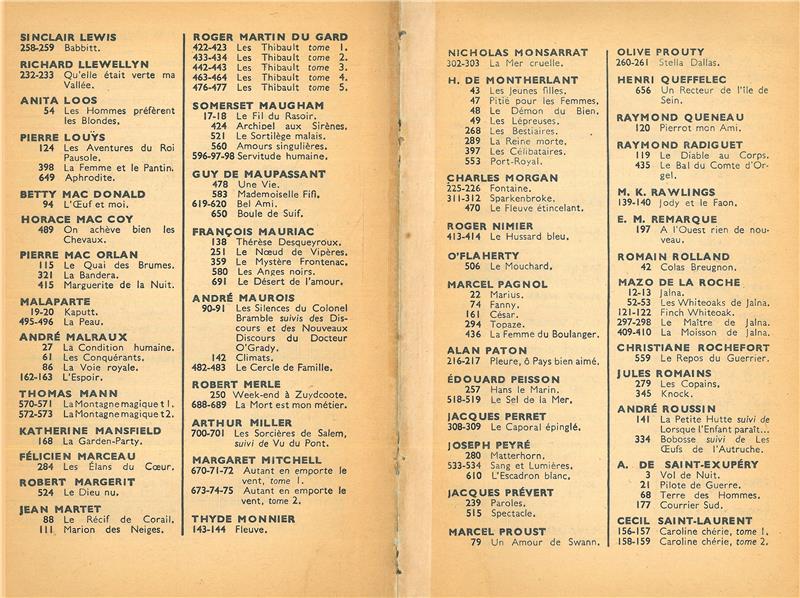 SINCLAIR LEWIS
258-259 Babbitt.
RICHARD LLEWELLYN
232-233 Qu'elle était verte ma
Vallée.
ANITA LOOS
54 Les Hommes préfèrent
les Blondes.
PIERRE LOUŸS
124 Les Aventures du Roi
Pausole.
398 La Femme et le Pantin.
649 Aphrodite.
BETTY MAC DONALD
94 L'Œuf et moi.
HORACE MAC COY
489 On achève bien les
Chevaux.
PIERRE MAC ORLAN
115 Le Quai des Brumes.
321 La Bandera.
415 Marguerite de la Nuit.
MALAPARTE
19-20 Kaputt.
495-496 La Peau.
ANDRÉ MALRAUX
27 La Condition humaine.
61 Les Conquérants.
86 La Voie royale.
162-163 L'Espoir.
THOMAS MANN
570-571 La Montagne magique t 1.
572-573 La Montagne magique t 2.
KATHERINE MANSFIELD
168 La Garden-Party.
FÉLICIEN MARCEAU
284 Les Élans du Cœur.
ROBERT MARGERIT
524 Le Dieu nu.
JEAN MARTET
88 Le Récif de Corail.
111 Marion des Neiges.
ROGER MARTIN DU GARD
422-423 Les Thibault tome 1.
433-434 Les Thibault tome 2.
442-443 Les Thibault tome 3.
463-464 Les Thibault tome 4.
476-477 Les Thibault tome 5.
SOMERSET MAUGHAM
17-18 Le Fil du Rasoir.
424 Archipel aux Sirènes.
521 Le Sortilège malais.
560 Amours singulières.
596-97-98 Servitude humaine.
GUY DE MAUPASSANT
478 Une Vie.
583 Mademoiselle Fifi.
619-620 Bel Ami.
650 Boule de Suif.
FRANÇOIS MAURIAC
138 Thérèse Desqueyroux.
251 Le Nœud de Vipères.
359 Le Mystère Frontenac.
580 Les Anges noirs.
691 Le Désert de l'amour.
ANDRÉ MAUROIS
90-91 Les Silences du Colonel
Bramble suivis des Dis-
cours et des Nouveaux
Discours du Docteur
O'Grady.
142 Climats.
482-483 Le Cercle de Famille.
ROBERT MERLE
250 Week-end à Zuydcoote.
688-689 La Mort est mon métier.
ARTHUR MILLER
700-701 Les Sorcières de Salem,
suivi de Vu du Pont.
MARGARET MITCHELL
670-71-72 Autant en emporte le
vent, tome 1.
673-74-75 Autant en emporte le
vent, tome 2.
THYDE MONNIER
143-144 Fleuve.
NICHOLAS MONSARRAT
302-303 La Mer cruelle.
H. DE MONTHERLANT
43 Les Jeunes filles.
47 Pitié pour les Femmes.
48 Le Démon du Bien.
49 Les Lépreuses.
268 Les Bestiaires.
289 La Reine morte.
397 Les Célibataires.
553 Port-Royal.
CHARLES MORGAN
225-226 Fontaine.
311-312 Sparkenbroke.
470 Le Fleuve étincelant.
ROGER NIMIER
413-414 Le Hussard bleu.
O'FLAHERTY
506 Le Mouchard.
MARCEL PAGNOL
22 Marius.
74 Fanny.
161 César.
294 Topaze.
436 La Femme du Boulanger.
ALAN PATON
216-217 Pleure, ô Pays bien aimé.
ÉDOUARD PEISSON
257 Hans le Marin.
518-519 Le Sel de la Mer.
JACQUES PERRET
308-309 Le Caporal épinglé.
JOSEPH PEYRÉ
280 Matterhorn.
533-534 Sang et Lumières.
610 L'Escadron blanc.
JACQUES PRÉVERT
239 Paroles.
515 Spectacle.
MARCEL PROUST
79 Un Amour de Swann.
OLIVE PROUTY
260-261 Stella Dallas.
HENRI QUEFFELEC
656 Un Recteur de l'île de
Sein.
RAYMOND QUENEAU
120 Pierrot mon Ami.
RAYMOND RADIGUET
119 Le Diable au Corps.
435 Le Bal du Comte d'Or-
gel.
M. K. RAWLINGS
139-140 Jody et le Faon.
E. M. REMARQUE
197 A l'Ouest rien de nou-
veau.
ROMAIN ROLLAND
42 Colas Breugnon.
MAZO DE LA ROCHE
12-13 Jalna.
52-53 Les Whiteoaks de Jalna.
121-122 Finch Whiteoak.
297-298 Le Maître de Jalna.
409-410 La Moisson de Jalna.
CHRISTIANE ROCHEFORT
559 Le Repos du Guerrier.
JULES ROMAINS
279 Les Copains.
345 Knock.
ANDRÉ ROUSSIN
141 La Petite Hutte suivi de
Lorsque l'Enfant paraît...
334 Bobosse suivi de Les
Œufs de l'Autruche.
A. DE SAINT-EXUPÉRY
3 Vol de Nuit.
21 Pilote de Guerre.
68 Terre des Hommes.
177 Courrier Sud.
CECIL SAINT-LAURENT
156-157 Caroline chérie, tome 1.
158-159 Caroline chérie, tome 2.